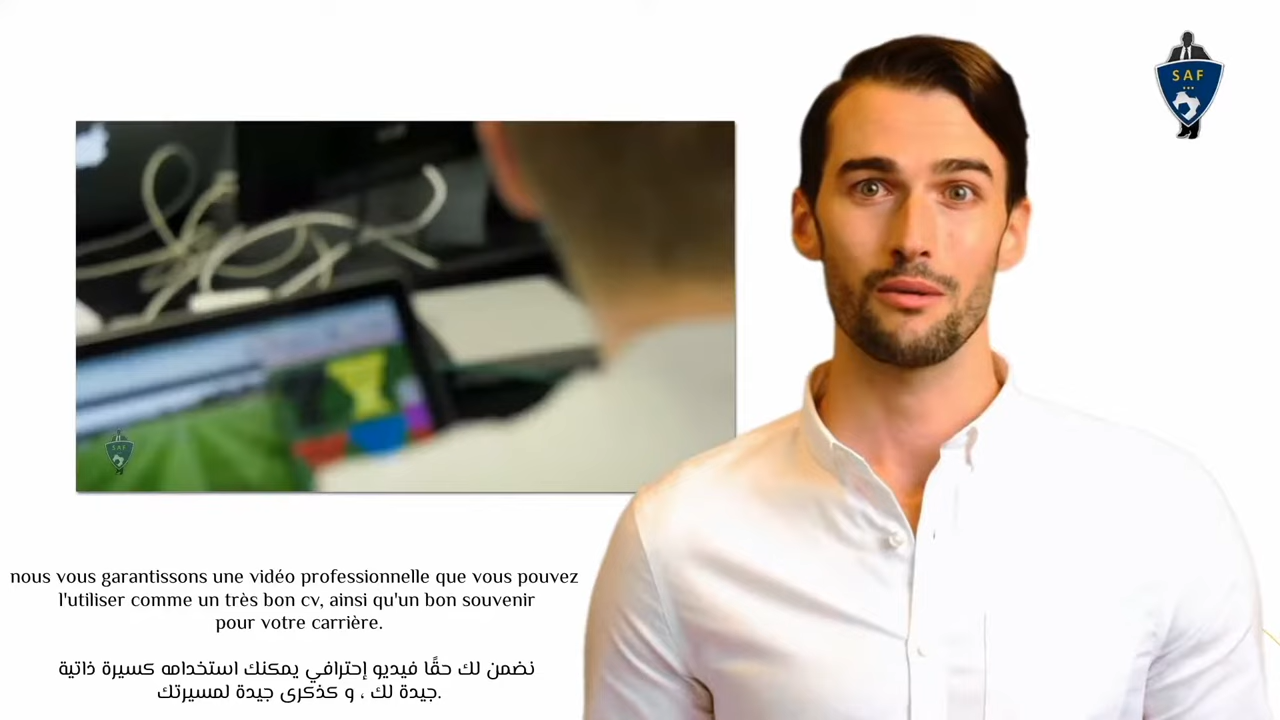 SAF
SAF
nous vous garantissons une vidéo professionnelle que vous pouvez
l'utiliser comme un très bon cv, ainsi qu'un bon souvenir
pour votre carrière.
نضمن لك حقًا فيديو إحترافي يمكنك استخدامه كسيرة ذاتية
جيدة لك ، و كذكرى جيدة لمسيرتك.